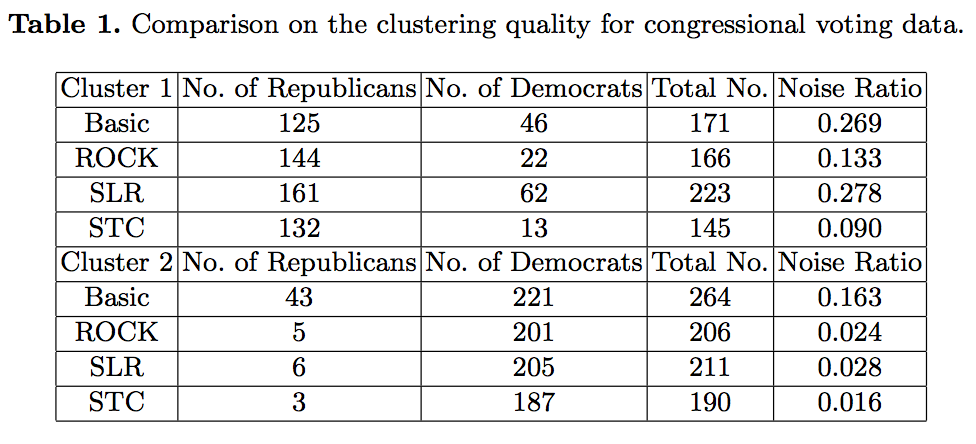 Table 1. Comparison on the clustering quality for congressional voting data.
Cluster 1 No. of Republicans No. of Democrats Total No. Noise Ratio
Basic 125 46 171 0.269
ROCK 144 22 166 0.133
SLR 161 62 223 0.278
STC 132 13 145 0.090
Cluster 2 No. of Republicans No. of Democrats Total No. Noise Ratio
Basic 43 221 264 0.163
ROCK 5 201 206 0.024
SLR 6 205 211 0.028
STC 3 187 190 0.016